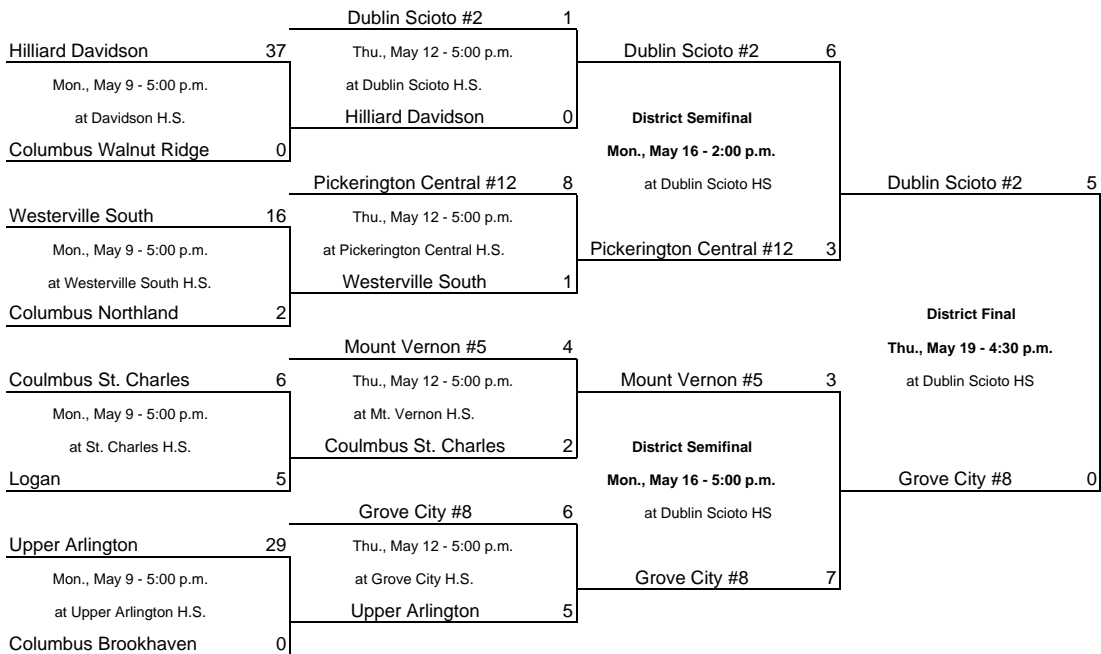 Dublin Scioto #2 1
Hilliard Davidson 37
Thu., May 12 - 5:00 p.m.
Dublin Scioto #2 6
Mon., May 9 - 5:00 p.m.
at Dublin Scioto H.S.
at Davidson H.S.
Hilliard Davidson 0
District Semifinal
Columbus Walnut Ridge 0
Mon., May 16 - 2:00 p.m.
Pickerington Central #12 8
at Dublin Scioto HS
Dublin Scioto #2 5
Westerville South 16
Thu., May 12 - 5:00 p.m.
Mon., May 9 - 5:00 p.m.
at Pickerington Central H.S.
Pickerington Central #12 3
at Westerville South H.S.
Westerville South 1
Columbus Northland 2
District Final
Mount Vernon #5 4
Thu., May 19 - 4:30 p.m.
Coulmbus St. Charles 6
Thu., May 12 - 5:00 p.m.
Mount Vernon #5 3
at Dublin Scioto HS
Mon., May 9 - 5:00 p.m.
at Mt. Vernon H.S.
at St. Charles H.S.
Coulmbus St. Charles 2
District Semifinal
Logan 5
Mon., May 16 - 5:00 p.m.
Grove City #8 0
Grove City #8 6
at Dublin Scioto HS
Upper Arlington 29
Thu., May 12 - 5:00 p.m.
Mon., May 9 - 5:00 p.m.
at Grove City H.S.
Grove City #8 7
at Upper Arlington H.S.
Upper Arlington 5
Columbus Brookhaven 0